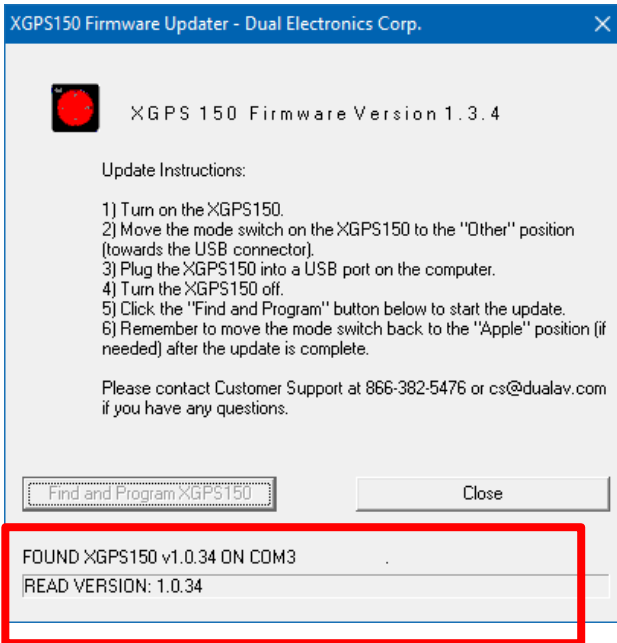 XGPS150 Firmware Updater - Dual Electronics Corp.
XGPS 150 Firmware Version 1.3.4
Update Instructions:
1) Turn on the XGPS150.
2) Move the mode switch on the XGPS150 to the "Other" position
(towards the USB connector).
3) Plug the XGPS150 into a USB port on the computer.
4) Turn the XGPS150 off.
5) Click the "Find and Program" button below to start the update.
6) Remember to move the mode switch back to the "Apple" position (if
needed) after the update is complete.
Please contact Customer Support at 866-382-5476 or cs@dualav.com
if you have any questions.
Find and Program XGPS150
Close
FOUND XGPS150 v1.0.34 ON COM3 .
READ VERSION: 1.0.34